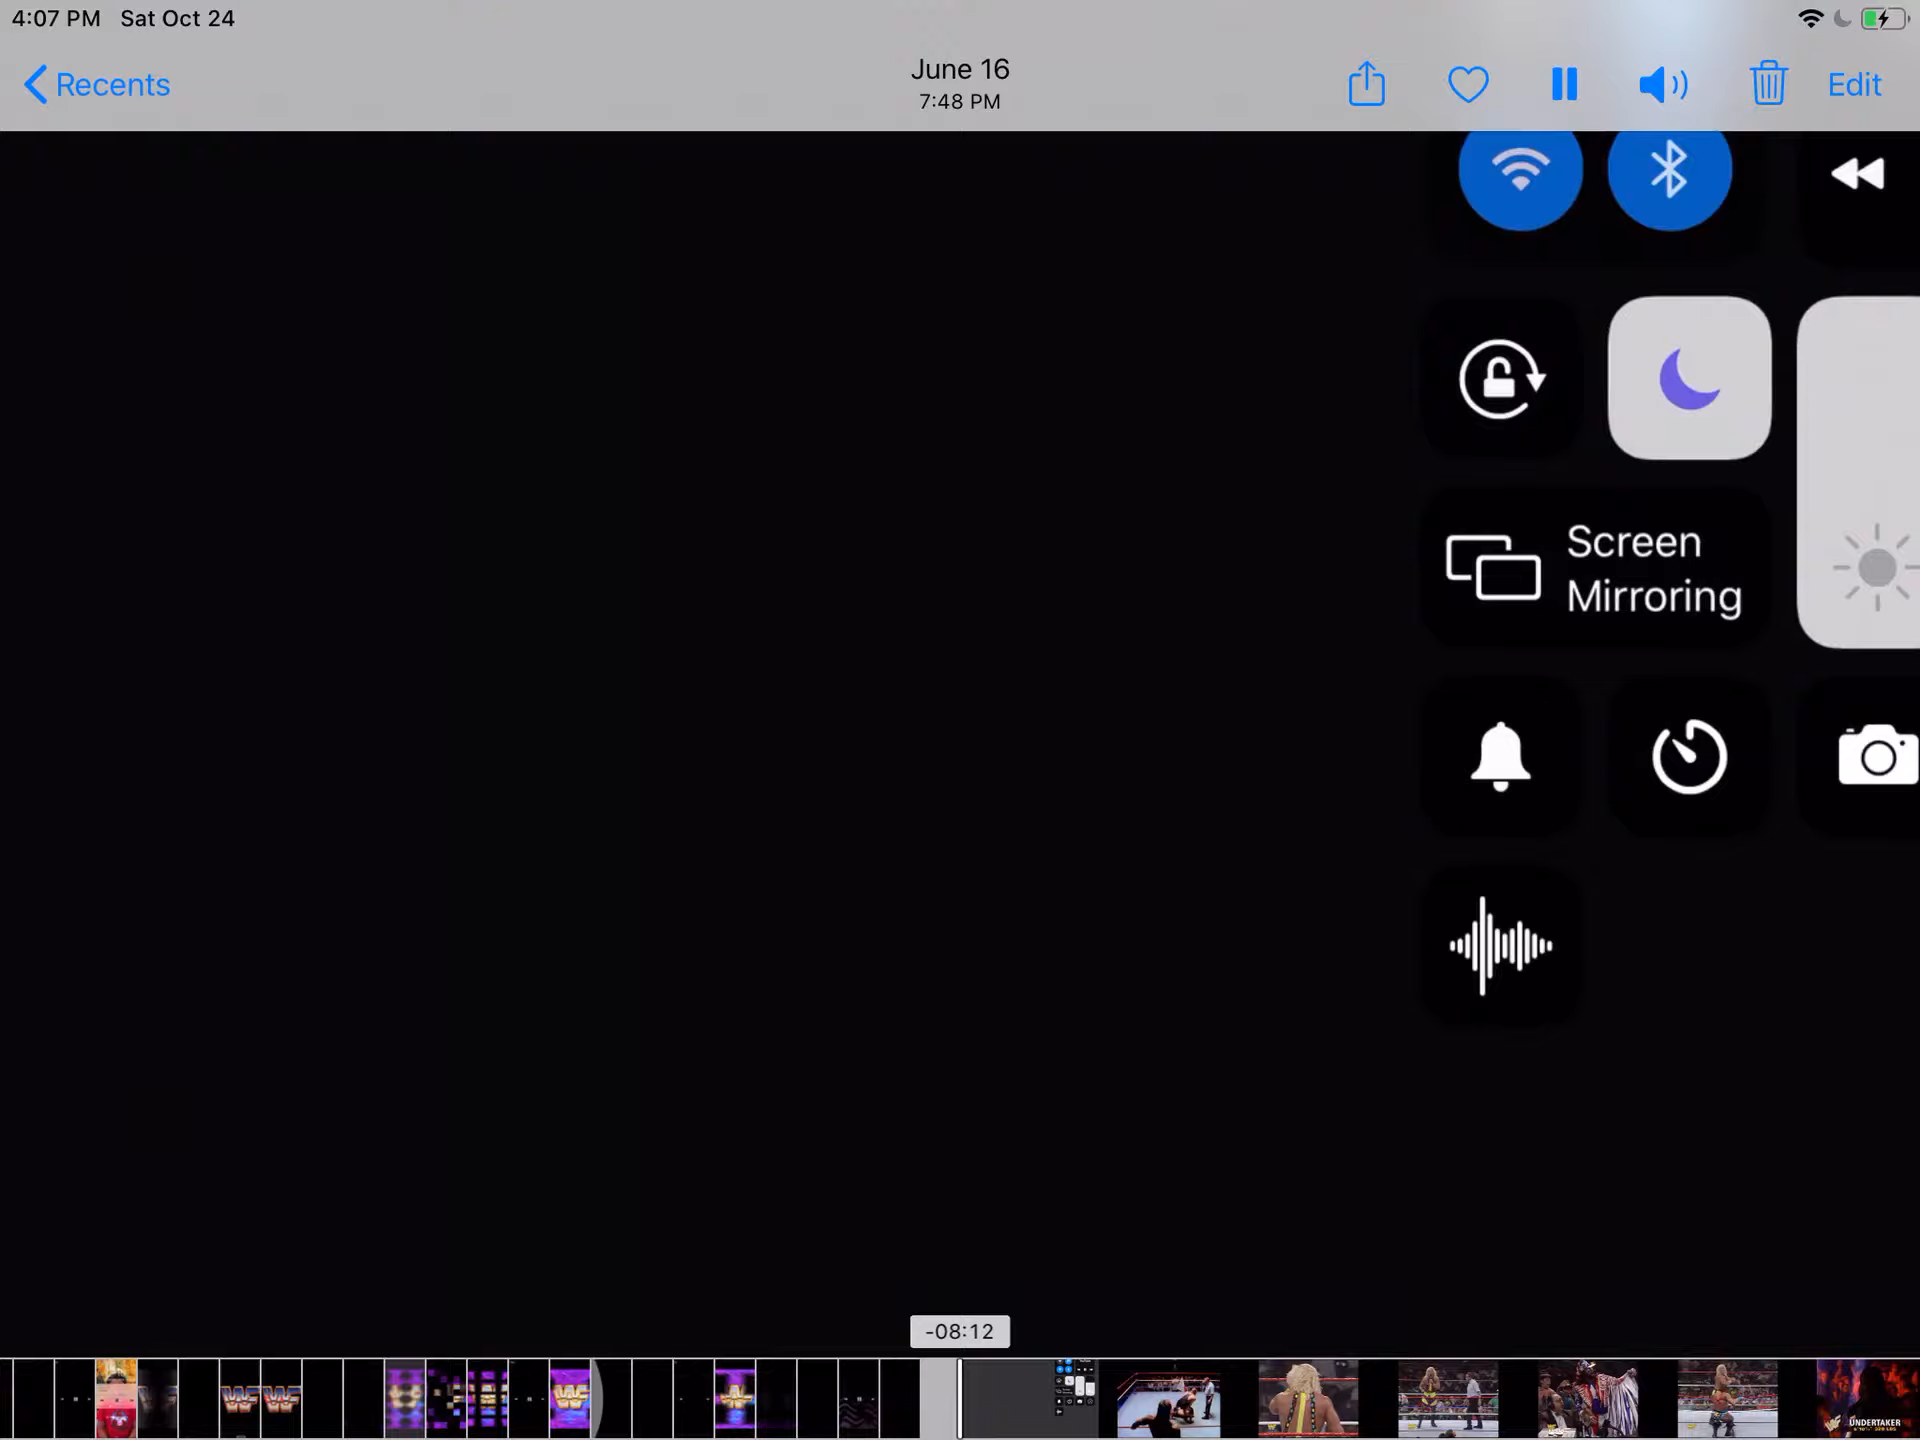 4:07 PM Sat Oct 24
Recents
June 16
7:48 PM
Edit
Screen
Mirroring
-08:12
UNDERTAKER